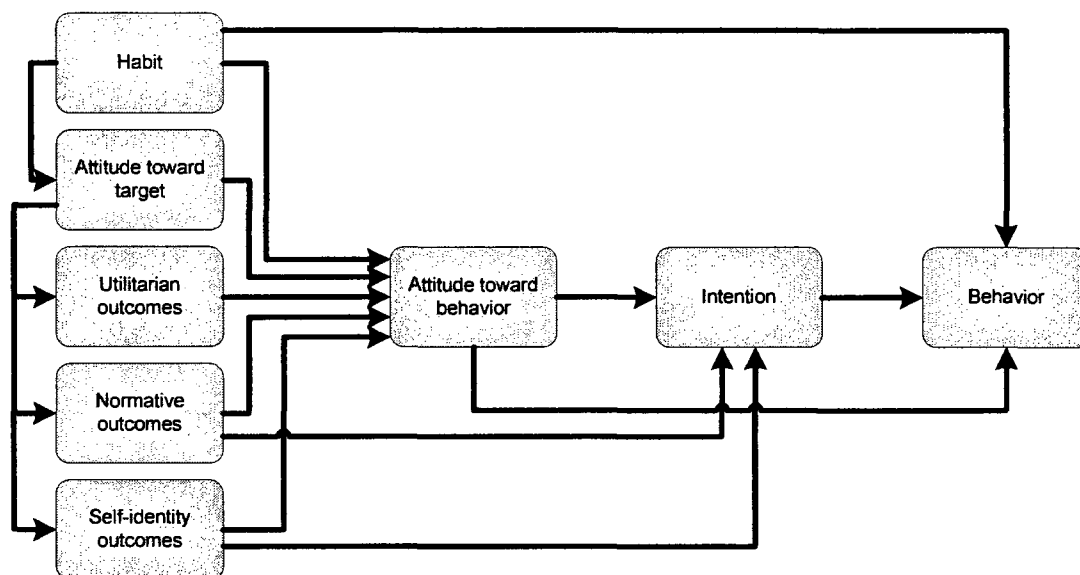 Habit
Attitude toward
target
Utilitarian
outcomes
Normative
outcomes
Self-identity
outcomes
Attitude toward
behavior
Intention
Behavior